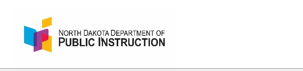 NORTH DAKOTA DEPARTMENT OF
PUBLIC INSTRUCTION